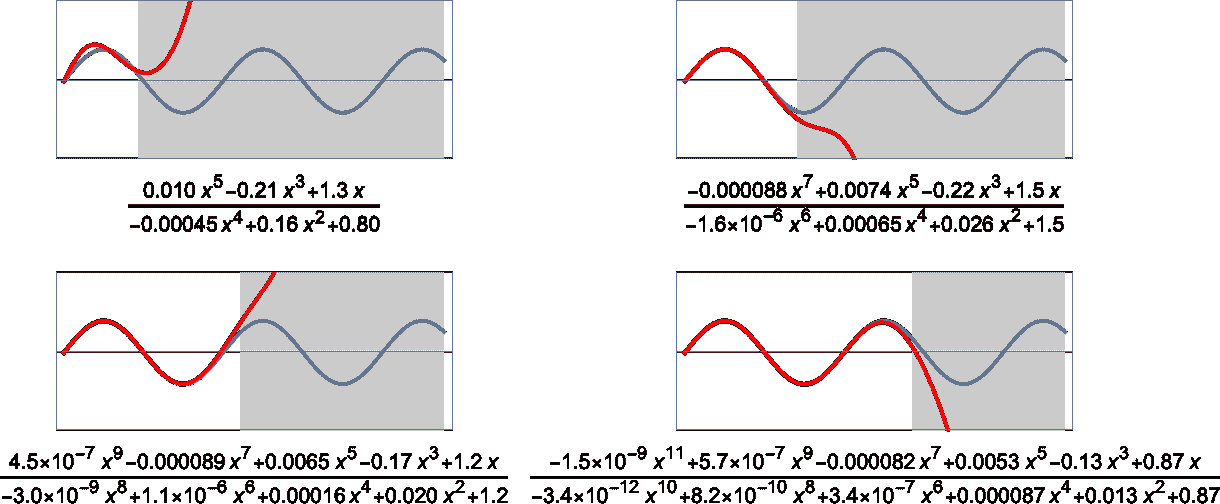 0.010 x^5−0.21 x^3+1.3 x
−0.00045 x^4+0.16 x^2+0.80
−0.000088 x^7+0.0074 x^5−0.22 x^3+1.5 x
−1.6×10^−6 x^6+0.00065 x^4+0.026 x^2+1.5
4.5×10^−7 x^9−0.000089 x^7+0.0065 x^5−0.17 x^3+1.2 x
−3.0×10^−9 x^8+1.1×10^−6 x^6+0.00016 x^4+0.020 x^2+1.2
−1.5×10^−9 x^11+5.7×10^−7 x^9−0.000082 x^7+0.0053 x^5−0.13 x^3+0.87 x
−3.4×10^−12 x^10+8.2×10^−10 x^8+3.4×10^−7 x^6+0.000087 x^4+0.013 x^2+0.87